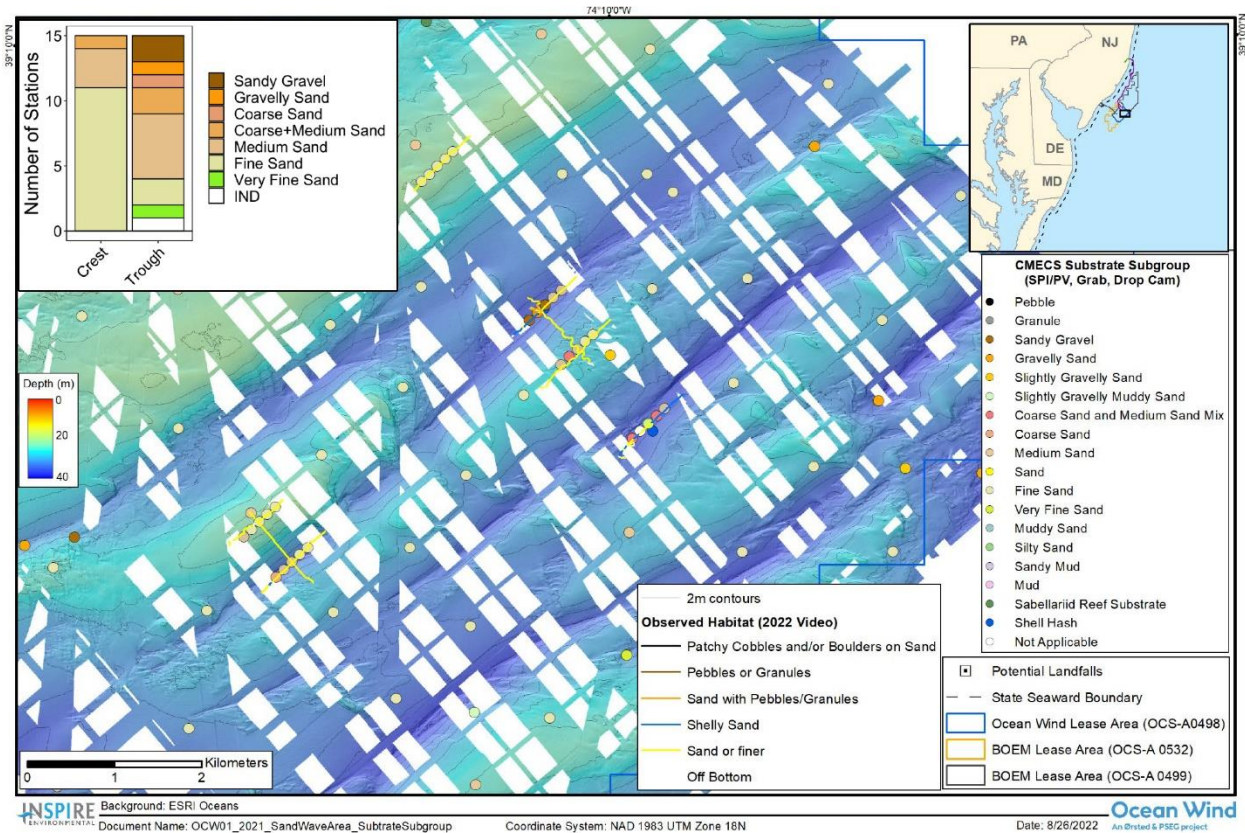 74°10'0"W
39°10'0"N
39°10'0"N
Number of Stations
15
10
5
0
Crest
Trough
Sandy Gravel
Gravelly Sand
Coarse Sand
Coarse+Medium Sand
Medium Sand
Fine Sand
Very Fine Sand
IND
PA
NJ
DE
MD
Depth (m)
0
20
40
CMECS Substrate Subgroup
(SPI/PV, Grab, Drop Cam)
Pebble
Granule
Sandy Gravel
Gravelly Sand
Slightly Gravelly Sand
Slightly Gravelly Muddy Sand
Coarse Sand and Medium Sand Mix
Coarse Sand
Medium Sand
Sand
Fine Sand
Very Fine Sand
Muddy Sand
Silty Sand
Sandy Mud
Mud
Sabellariid Reef Substrate
Shell Hash
Not Applicable
2m contours
Observed Habitat (2022 Video)
Patchy Cobbles and/or Boulders on Sand
Pebbles or Granules
Sand with Pebbles/Granules
Shelly Sand
Sand or finer
Off Bottom
Potential Landfalls
State Seaward Boundary
Ocean Wind Lease Area (OCS-A0498)
BOEM Lease Area (OCS-A 0532)
BOEM Lease Area (OCS-A 0499)
Kilometers
0 1 2
INSPIRE
ENVIRONMENTAL
Background: ESRI Oceans
Document Name: OCW01_2021_SandWaveArea_SubtrateSubgroup
Coordinate System: NAD 1983 UTM Zone 18N
Date: 8/26/2022
Ocean Wind
An Ørsted & PSEG project